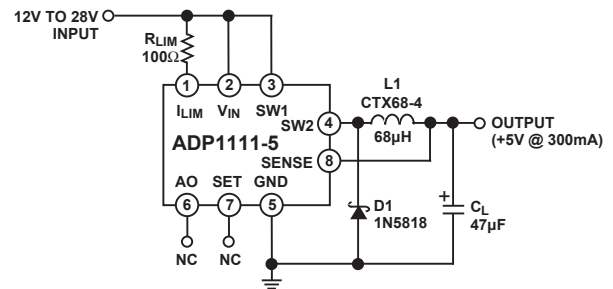 12V TO 28V
INPUT
RLIM
100Ω
1
2
3
ILIM
VIN
SW1
SW2
4
L1
CTX68-4
68µH
OUTPUT
(+5V @ 300mA)
ADP1111-5
SENSE
8
AO
SET
GND
6
7
5
NC
NC
D1
1N5818
+
CL
47µF